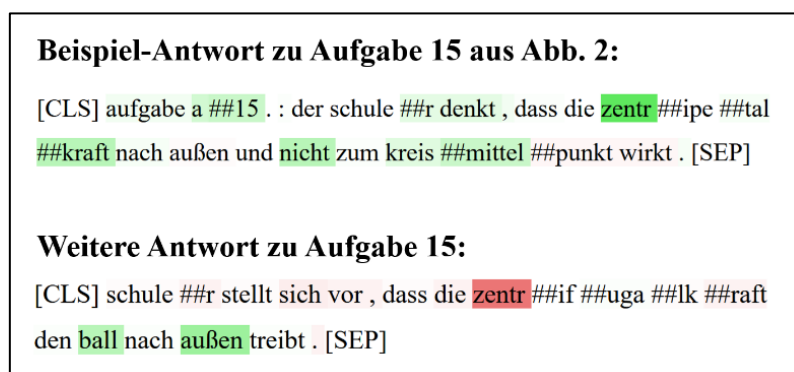 Beispiel-Antwort zu Aufgabe 15 aus Abb. 2:
[CLS] aufgabe a ##15 . : der schule ##r denkt , dass die zentr ##ipe ##tal
##kraft nach außen und nicht zum kreis ##mittel ##punkt wirkt . [SEP]
Weitere Antwort zu Aufgabe 15:
[CLS] schule ##r stellt sich vor , dass die zentr ##if ##uga ##lk ##raft
den ball nach außen treibt . [SEP]